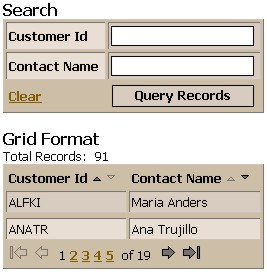 Search
Customer Id
Contact Name
Clear Query Records
Grid Format
Total Records: 91
Customer Id Contact Name
ALFKI Maria Anders
ANATR Ana Trujillo
1 2 3 4 5 of 19